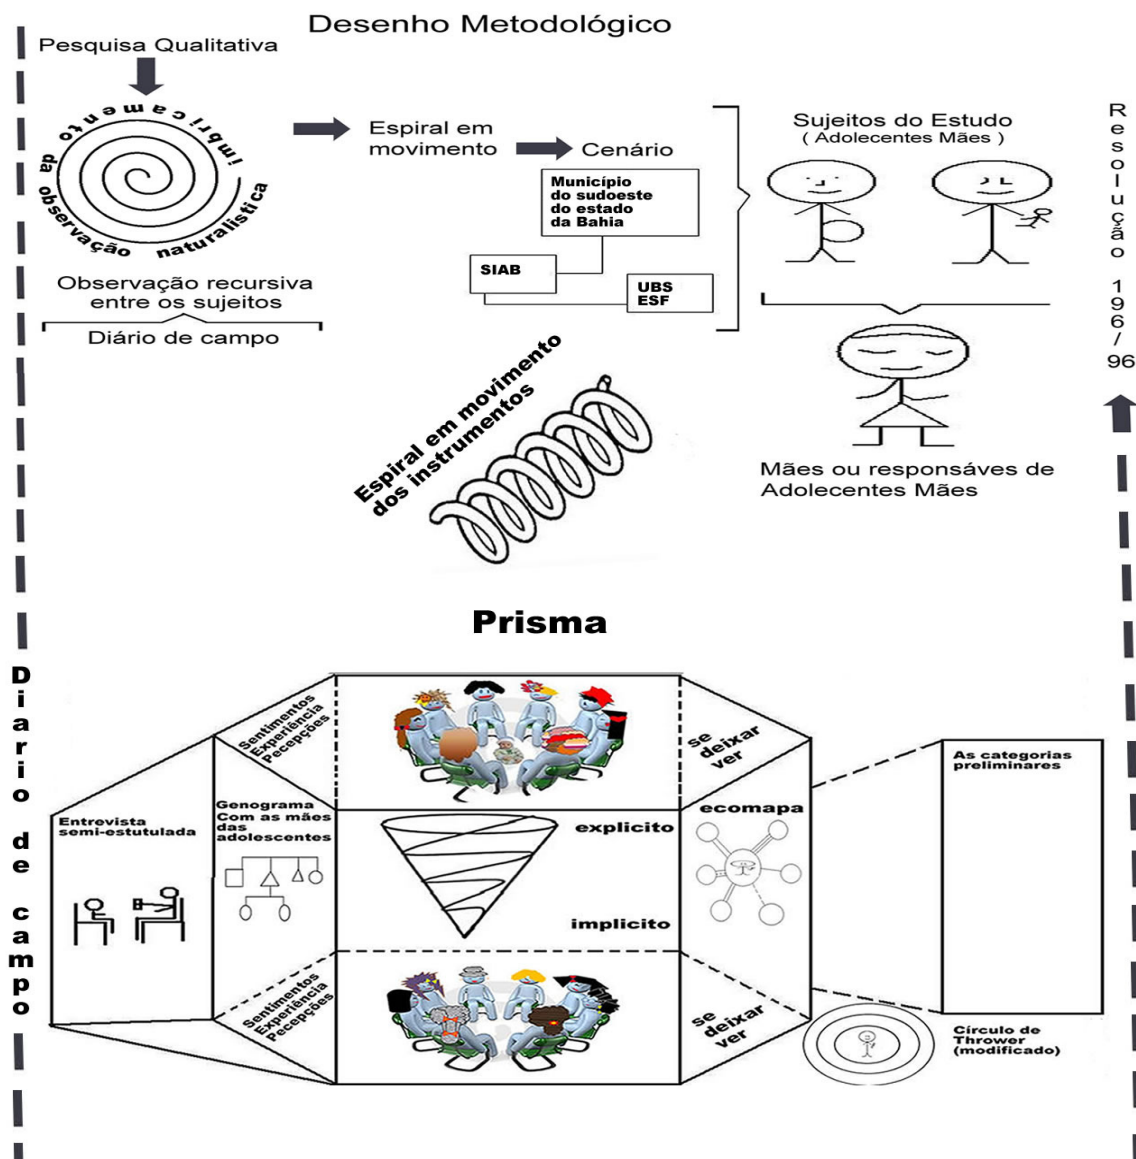 Desenho Metodológico
Pesquisa Qualitativa
imbricamento da observação naturalistica
Observação recursiva
entre os sujeitos
Diário de campo
Espiral em
movimento
Cenário
Município
do sudoeste
do estado
da Bahia
SIAB
UBS
ESF
Sujeitos do Estudo
( Adolecentes Mães )
Mães ou responsáves de
Adolecentes Mães
Resolução 196/96
Espiral em movimento
dos instrumentos
Prisma
Diario de campo
Entrevista
semi-estutulada
Sentimentos
Experiência
Pecepções
Genograma
Com as mães
das
adolescentes
explicito
implicito
se
deixar
ver
ecomapa
As categorias
preliminares
Sentimentos
Experiência
Pecepções
se
deixar
ver
Círculo de
Thrower
(modificado)